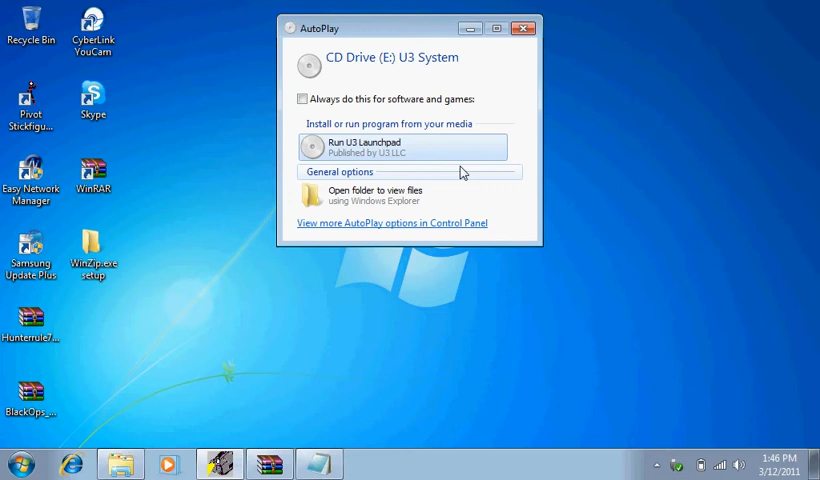 Recycle Bin
CyberLink
YouCam
Pivot
Stickfigu...
Skype
Easy Network
Manager
WinRAR
Samsung
Update Plus
WinZip.exe
setup
Hunterrule7...
BlackOps_...
AutoPlay
CD Drive (E:) U3 System
Always do this for software and games:
Install or run program from your media
Run U3 Launchpad
Published by U3 LLC
General options
Open folder to view files
using Windows Explorer
View more AutoPlay options in Control Panel
1:46 PM
3/12/2011